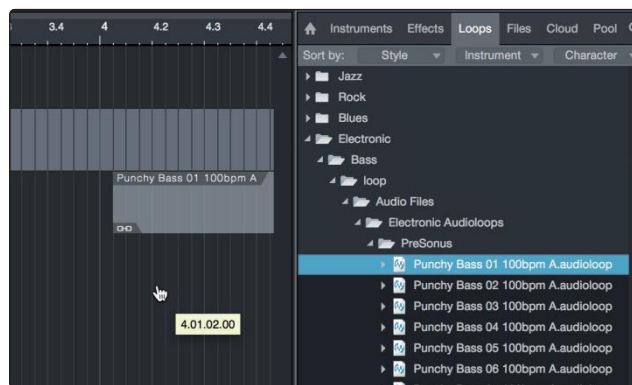 3.4 4 4.2 4.3 4.4
Punchy Bass 01 100bpm A
4.01.02.00
Instruments Effects Loops Files Cloud Pool
Sort by: Style Instrument Character
Jazz
Rock
Blues
Electronic
Bass
loop
Audio Files
Electronic Audioloops
PreSonus
Punchy Bass 01 100bpm A.audioloop
Punchy Bass 02 100bpm A.audioloop
Punchy Bass 03 100bpm A.audioloop
Punchy Bass 04 100bpm A.audioloop
Punchy Bass 05 100bpm A.audioloop
Punchy Bass 06 100bpm A.audioloop